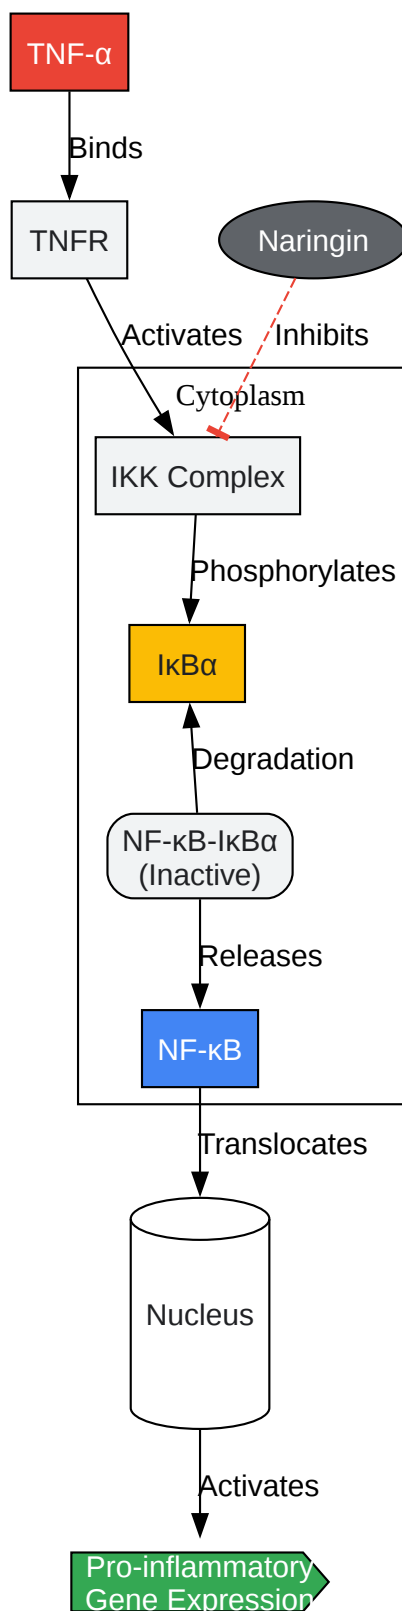 TNF-α
Binds
TNFR
Naringin
Activates
Inhibits
Cytoplasm
IKK Complex
Phosphorylates
IκBα
Degradation
NF-κB-IκBα
(Inactive)
Releases
NF-κB
Translocates
Nucleus
Activates
Pro-inflammatory
Gene Expression